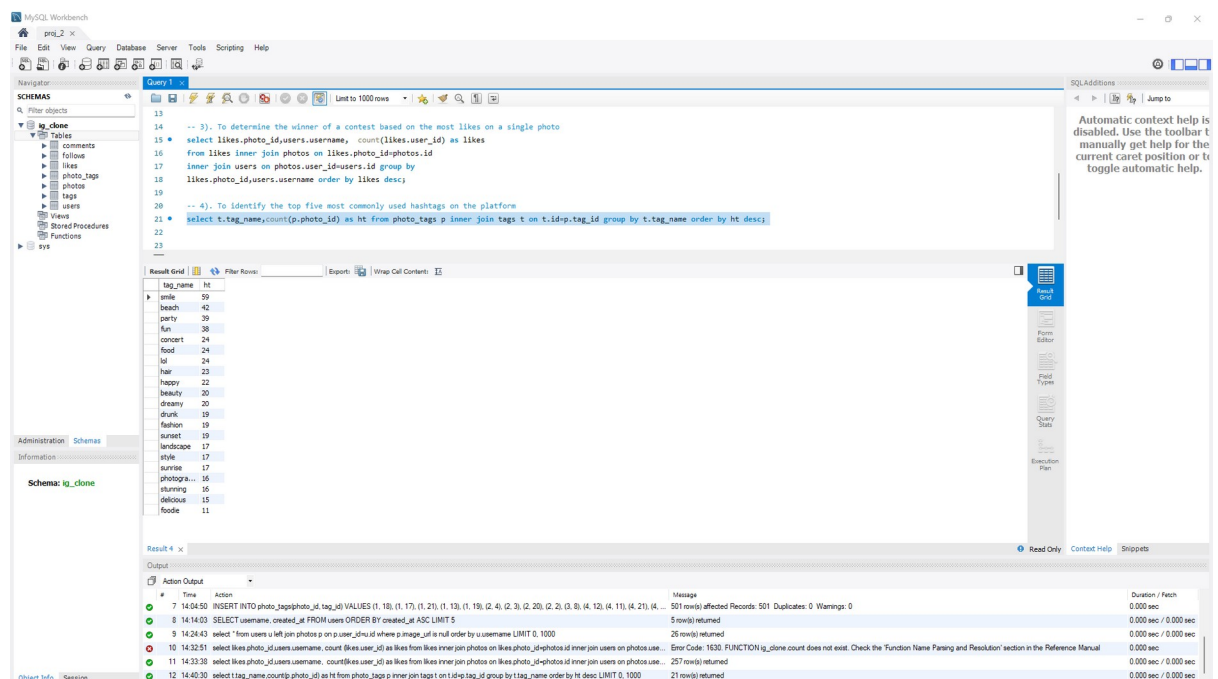 MySQL Workbench
proj_2 ×
File Edit View Query Database Server Tools Scripting Help
Navigator
SCHEMAS
Filter objects
ig_clone
Tables
comments
follows
likes
photo_tags
photos
tags
users
Views
Stored Procedures
Functions
sys
Administration Schemas
Information
Schema: ig_clone
Object Info Session
Query 1 ×
Limit to 1000 rows
13
14 -- 3). To determine the winner of a contest based on the most likes on a single photo
15 select likes.photo_id,users.username, count(likes.user_id) as likes
16 from likes inner join photos on likes.photo_id=photos.id
17 inner join users on photos.user_id=users.id group by
18 likes.photo_id,users.username order by likes desc;
19
20 -- 4). To identify the top five most commonly used hashtags on the platform
21 select t.tag_name,count(p.photo_id) as ht from photo_tags p inner join tags t on t.id=p.tag_id group by t.tag_name order by ht desc;
22
23
Result Grid Filter Rows: Export: Wrap Cell Content:
tag_name ht
smile 59
beach 42
party 39
fun 38
concert 24
food 24
lol 24
hair 23
happy 22
beauty 20
dreamy 20
drunk 19
fashion 19
sunset 19
landscape 17
style 17
sunrise 17
photogra... 16
stunning 16
delicious 15
foodie 11
Result Grid
Form Editor
Field Types
Query Stats
Execution Plan
Result 4 ×
Read Only
SQLAdditions
Jump to
Automatic context help is
disabled. Use the toolbar t
manually get help for the
current caret position or to
toggle automatic help.
Context Help Snippets
Output
Action Output
# Time Action Message Duration / Fetch
7 14:04:50 INSERT INTO photo_tags(photo_id, tag_id) VALUES (1, 18), (1, 17), (1, 21), (1, 13), (1, 19), (2, 4), (2, 3), (2, 20), (2, 2), (3, 8), (4, 12), (4, 11), (4, 21), (4, ... 501 row(s) affected Records: 501 Duplicates: 0 Warnings: 0 0.000 sec
8 14:14:03 SELECT username, created_at FROM users ORDER BY created_at ASC LIMIT 5 5 row(s) returned 0.000 sec / 0.000 sec
9 14:24:43 select * from users u left join photos p on p.user_id=u.id where p.image_url is null order by u.username LIMIT 0, 1000 26 row(s) returned 0.000 sec / 0.000 sec
10 14:32:51 select likes.photo_id,users.username, count (likes.user_id) as likes from likes inner join photos on likes.photo_id=photos.id inner join users on photos.use... Error Code: 1630. FUNCTION ig_clone.count does not exist. Check the 'Function Name Parsing and Resolution' section in the Reference Manual 0.000 sec
11 14:33:38 select likes.photo_id,users.username, count(likes.user_id) as likes from likes inner join photos on likes.photo_id=photos.id inner join users on photos.use... 257 row(s) returned 0.000 sec / 0.000 sec
12 14:40:30 select t.tag_name,count(p.photo_id) as ht from photo_tags p inner join tags t on t.id=p.tag_id group by t.tag_name order by ht desc LIMIT 0, 1000 21 row(s) returned 0.000 sec / 0.000 sec